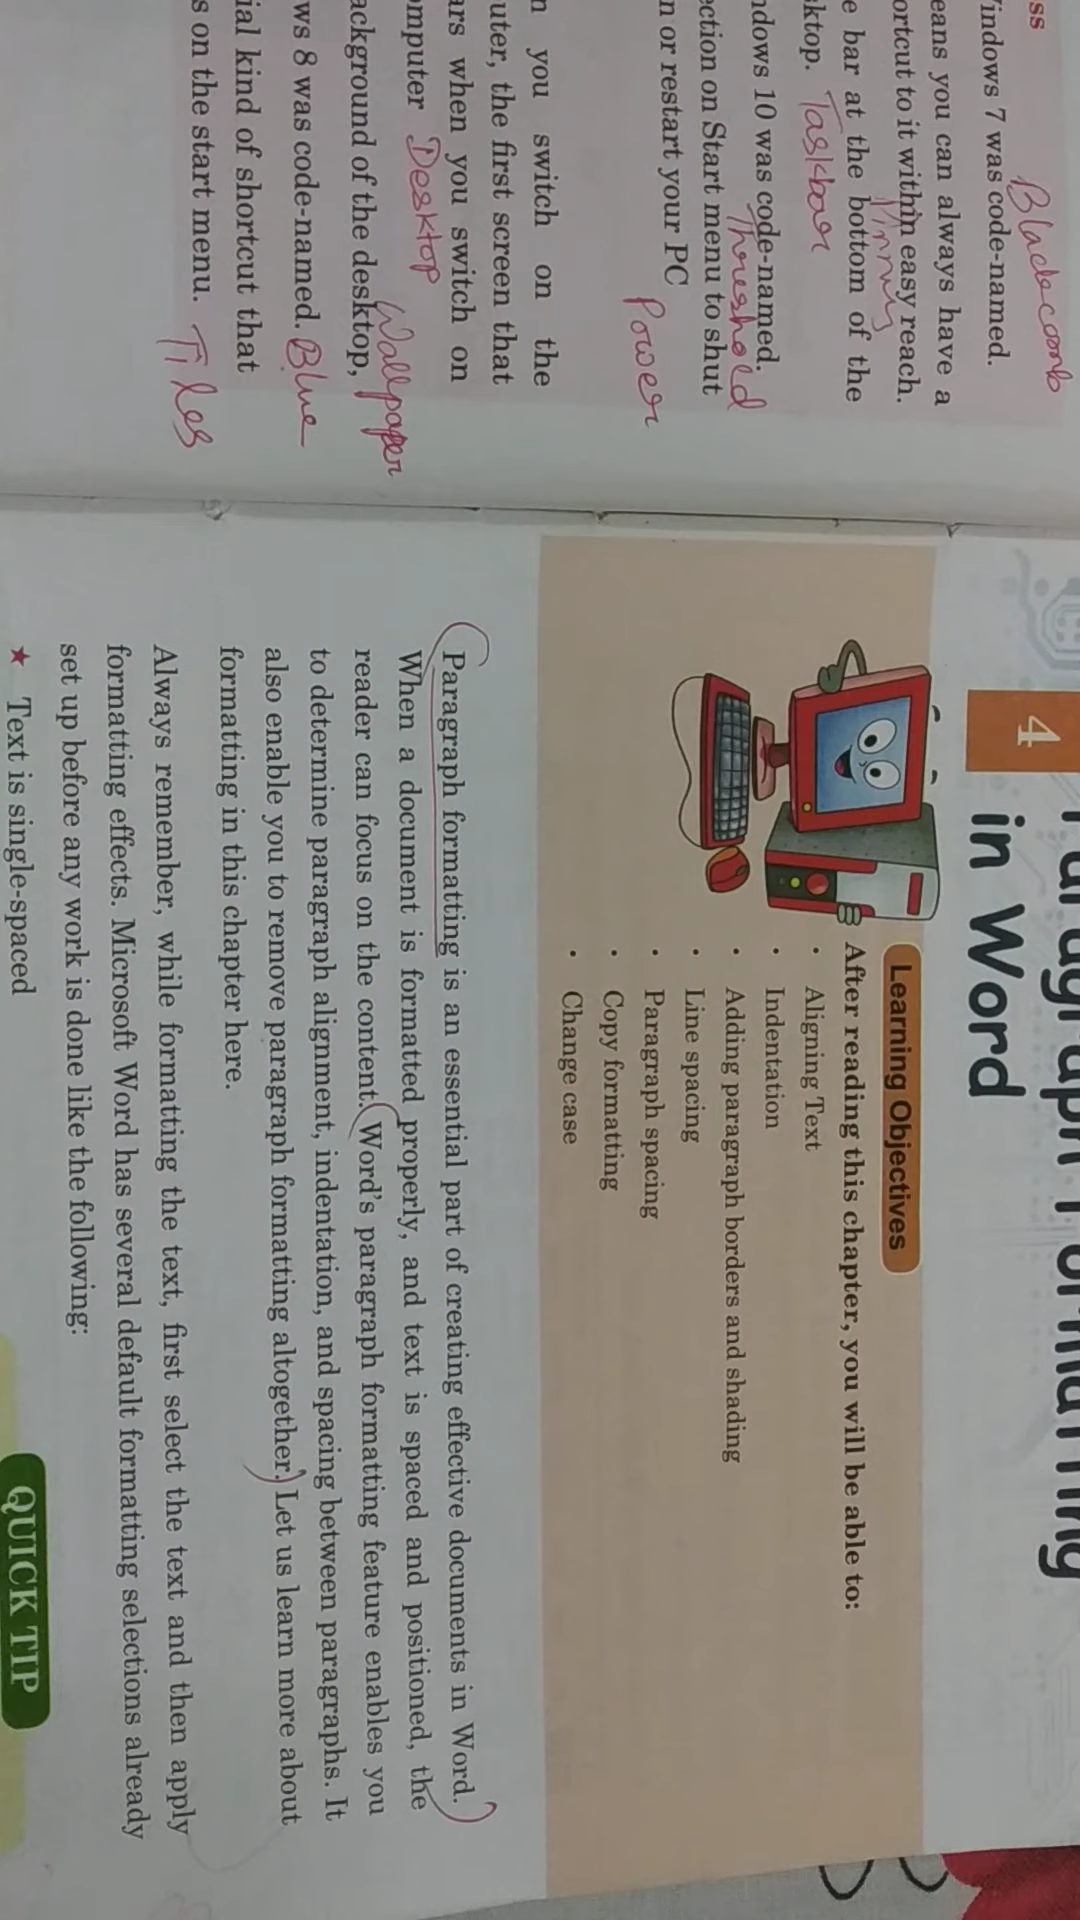 ss
Windows 7 was code-named.
Blackcomb
eans you can always have a
ortcut to it within easy reach.
Pinning
e bar at the bottom of the
sktop. Taskbar
ndows 10 was code-named.
Threshold
ection on Start menu to shut
n or restart your PC
Power
n you switch on the
uter, the first screen that
ars when you switch on
omputer Desktop
ackground of the desktop,
Wallpaper
ws 8 was code-named. Blue
ial kind of shortcut that
s on the start menu. Tiles
4
Paragraph Formatting
in Word
Learning Objectives
After reading this chapter, you will be able to:
• Aligning Text
• Indentation
• Adding paragraph borders and shading
• Line spacing
• Paragraph spacing
• Copy formatting
• Change case
Paragraph formatting is an essential part of creating effective documents in Word.
When a document is formatted properly, and text is spaced and positioned, the
reader can focus on the content. Word's paragraph formatting feature enables you
to determine paragraph alignment, indentation, and spacing between paragraphs. It
also enable you to remove paragraph formatting altogether. Let us learn more about
formatting in this chapter here.
Always remember, while formatting the text, first select the text and then apply
formatting effects. Microsoft Word has several default formatting selections already
set up before any work is done like the following:
★ Text is single-spaced
QUICK TIP